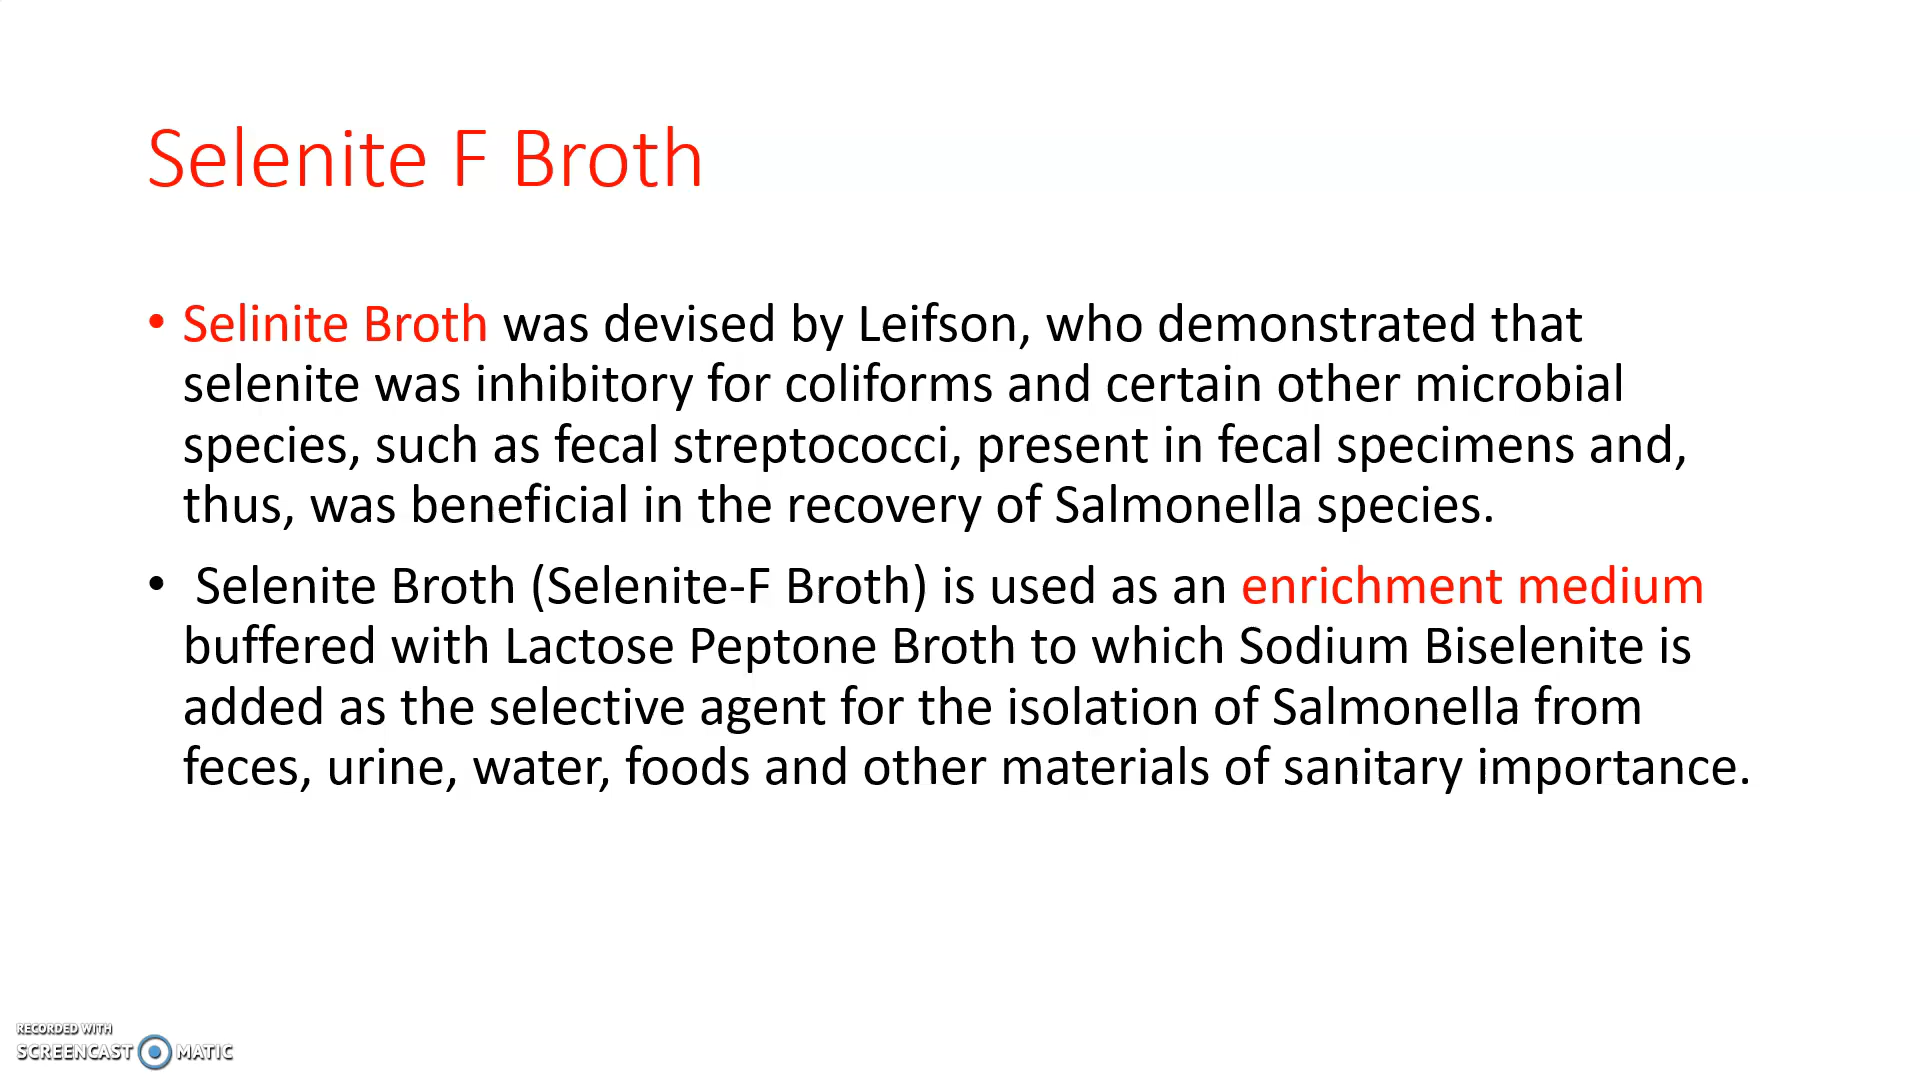 Selenite F Broth
• Selinite Broth was devised by Leifson, who demonstrated that
selenite was inhibitory for coliforms and certain other microbial
species, such as fecal streptococci, present in fecal specimens and,
thus, was beneficial in the recovery of Salmonella species.
• Selenite Broth (Selenite-F Broth) is used as an enrichment medium
buffered with Lactose Peptone Broth to which Sodium Biselenite is
added as the selective agent for the isolation of Salmonella from
feces, urine, water, foods and other materials of sanitary importance.
RECORDED WITH
SCREENCAST MATIC